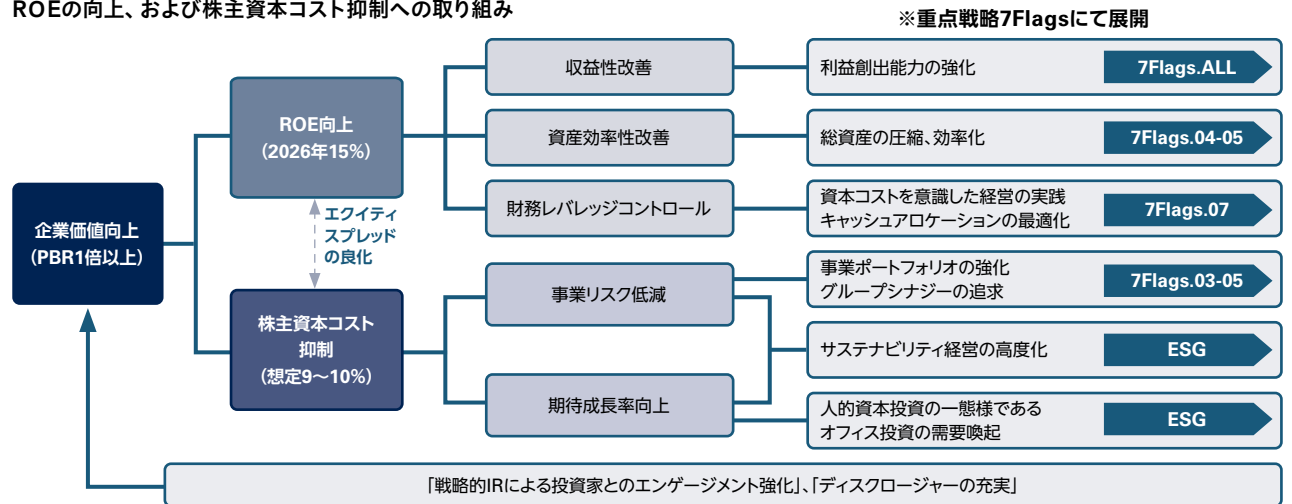 ROEの向上、および株主資本コスト抑制への取り組み
※重点戦略7Flagsにて展開
企業価値向上
(PBR1倍以上)
ROE向上
(2026年15%)
エクイティ
スプレッド
の良化
株主資本コスト
抑制
(想定9〜10%)
収益性改善
利益創出能力の強化
7Flags.ALL
資産効率性改善
総資産の圧縮、効率化
7Flags.04-05
財務レバレッジコントロール
資本コストを意識した経営の実践
キャッシュアロケーションの最適化
7Flags.07
事業リスク低減
事業ポートフォリオの強化
グループシナジーの追求
7Flags.03-05
サステナビリティ経営の高度化
ESG
期待成長率向上
人的資本投資の一態様である
オフィス投資の需要喚起
ESG
「戦略的IRによる投資家とのエンゲージメント強化」、「ディスクロージャーの充実」